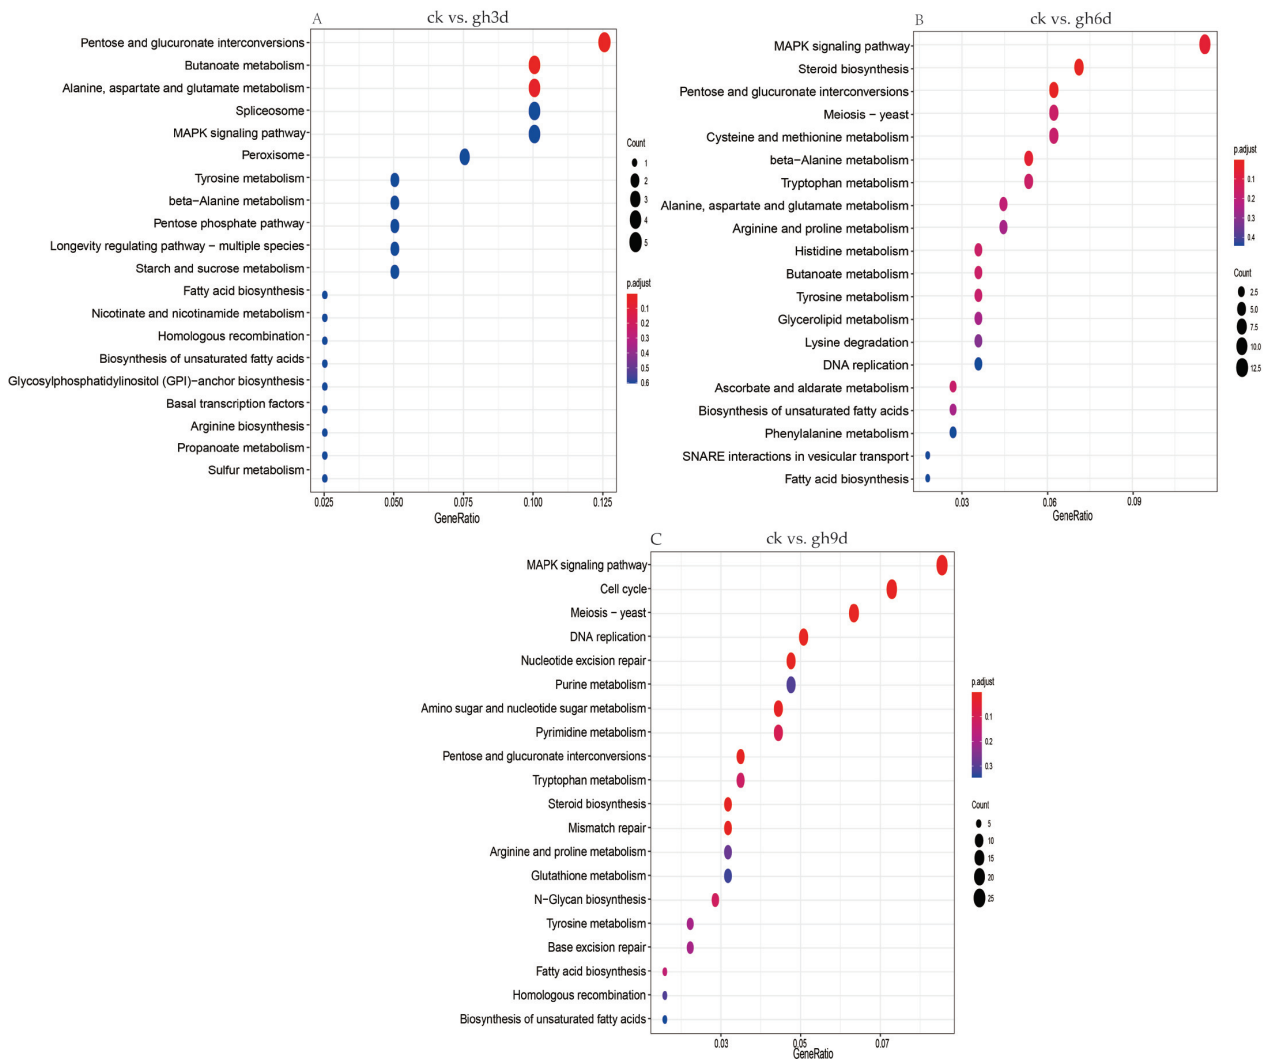 A
ck vs. gh3d
Pentose and glucuronate interconversions
Butanoate metabolism
Alanine, aspartate and glutamate metabolism
Spliceosome
MAPK signaling pathway
Peroxisome
Tyrosine metabolism
beta−Alanine metabolism
Pentose phosphate pathway
Longevity regulating pathway − multiple species
Starch and sucrose metabolism
Fatty acid biosynthesis
Nicotinate and nicotinamide metabolism
Homologous recombination
Biosynthesis of unsaturated fatty acids
Glycosylphosphatidylinositol (GPI)−anchor biosynthesis
Basal transcription factors
Arginine biosynthesis
Propanoate metabolism
Sulfur metabolism
0.025 0.050 0.075 0.100 0.125
GeneRatio
Count
1
2
3
4
5
p.adjust
0.1
0.2
0.3
0.4
0.5
0.6
B
ck vs. gh6d
MAPK signaling pathway
Steroid biosynthesis
Pentose and glucuronate interconversions
Meiosis − yeast
Cysteine and methionine metabolism
beta−Alanine metabolism
Tryptophan metabolism
Alanine, aspartate and glutamate metabolism
Arginine and proline metabolism
Histidine metabolism
Butanoate metabolism
Tyrosine metabolism
Glycerolipid metabolism
Lysine degradation
DNA replication
Ascorbate and aldarate metabolism
Biosynthesis of unsaturated fatty acids
Phenylalanine metabolism
SNARE interactions in vesicular transport
Fatty acid biosynthesis
0.03 0.06 0.09
GeneRatio
p.adjust
0.1
0.2
0.3
0.4
Count
2.5
5.0
7.5
10.0
12.5
C
ck vs. gh9d
MAPK signaling pathway
Cell cycle
Meiosis − yeast
DNA replication
Nucleotide excision repair
Purine metabolism
Amino sugar and nucleotide sugar metabolism
Pyrimidine metabolism
Pentose and glucuronate interconversions
Tryptophan metabolism
Steroid biosynthesis
Mismatch repair
Arginine and proline metabolism
Glutathione metabolism
N−Glycan biosynthesis
Tyrosine metabolism
Base excision repair
Fatty acid biosynthesis
Homologous recombination
Biosynthesis of unsaturated fatty acids
0.03 0.05 0.07
GeneRatio
p.adjust
0.1
0.2
0.3
Count
5
10
15
20
25